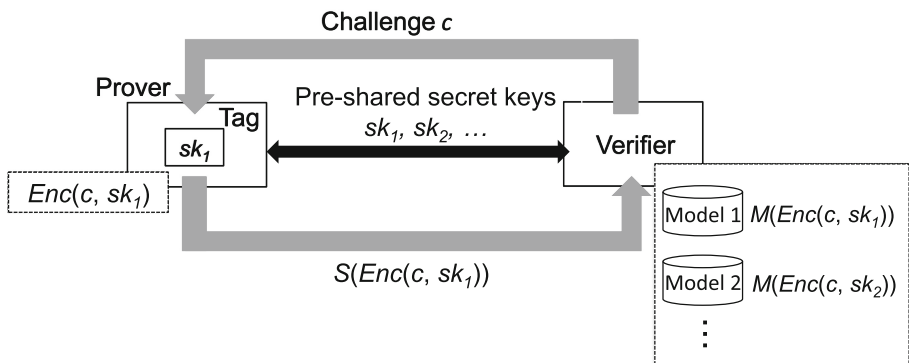 Challenge c
Prover
Tag
sk₁
Pre-shared secret keys
sk₁, sk₂, …
Verifier
Enc(c, sk₁)
S(Enc(c, sk₁))
Model 1 M(Enc(c, sk₁))
Model 2 M(Enc(c, sk₂))
⋮